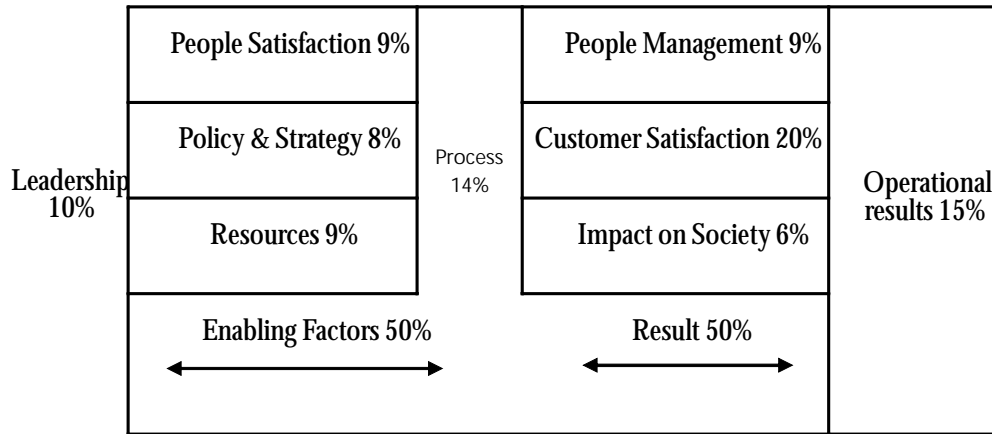 People Satisfaction 9%
People Management 9%
Policy & Strategy 8%
Process
14%
Customer Satisfaction 20%
Leadership
10%
Operational
results 15%
Resources 9%
Impact on Society 6%
Enabling Factors 50%
Result 50%